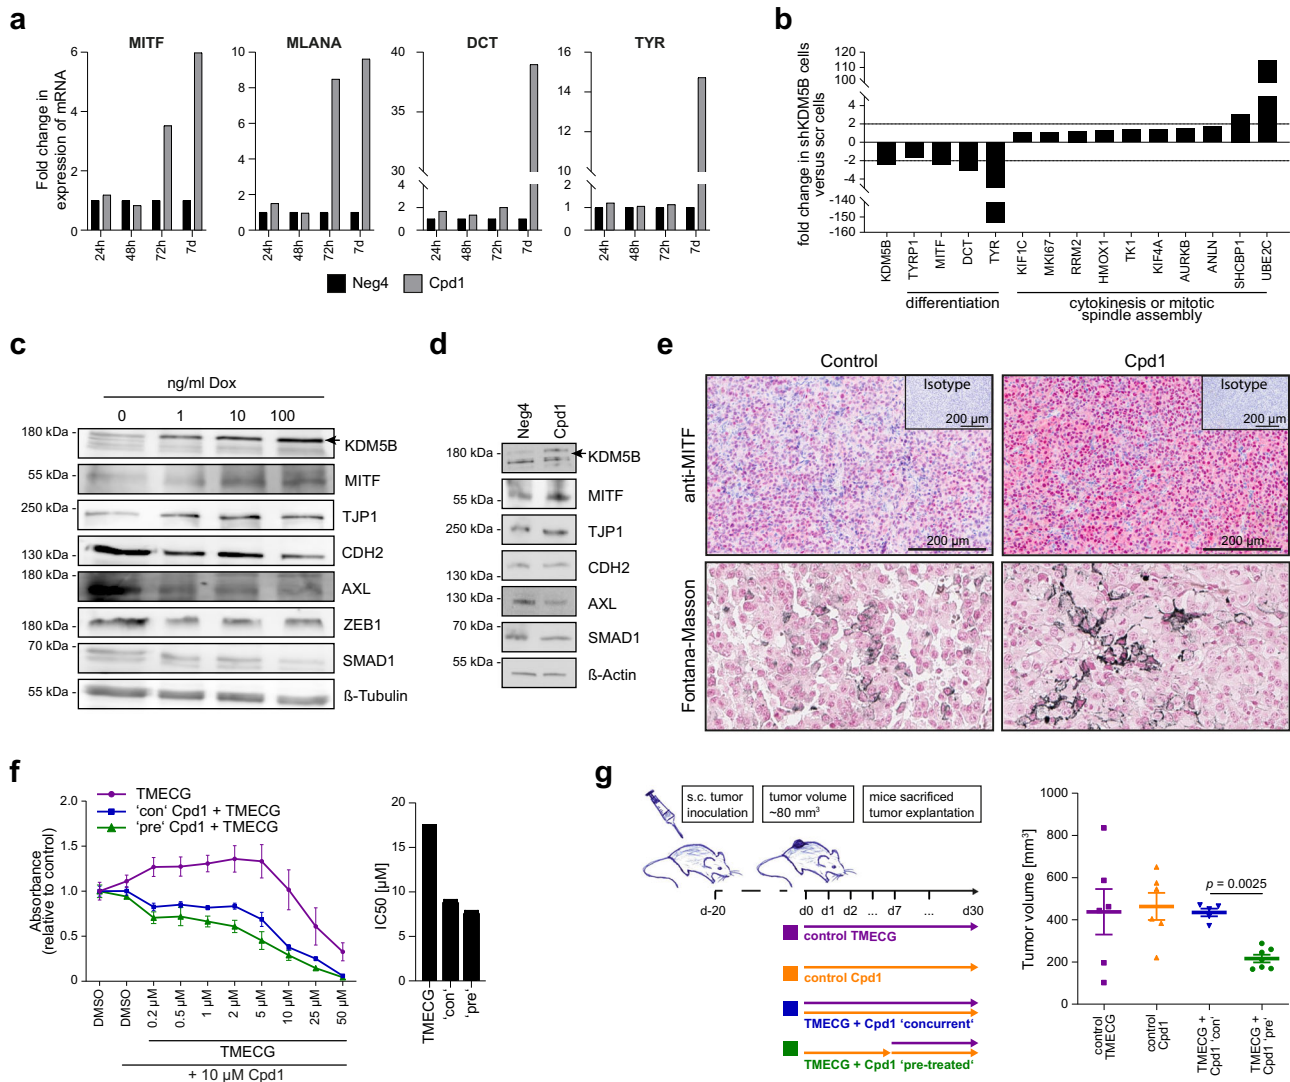 a
MITF
MLANA
DCT
TYR
Fold change in
expression of mRNA
6
4
2
0
10
8
6
4
2
0
40
35
30
4
2
0
16
14
12
10
2
1
0
24h
48h
72h
7d
24h
48h
72h
7d
24h
48h
72h
7d
24h
48h
72h
7d
Neg4
Cpd1
b
fold change in shKDM5B cells
versus scr cells
120
110
100
4
2
0
-2
-4
-140
-150
-160
KDM5B
TYRP1
MITF
DCT
TYR
KIF1C
MKI67
RRM2
HMOX1
TK1
KIF4A
AURKB
ANLN
SHCBP1
UBE2C
differentiation
cytokinesis or mitotic
spindle assembly
c
ng/ml Dox
0 1 10 100
180 kDa
KDM5B
55 kDa
MITF
250 kDa
TJP1
130 kDa
CDH2
180 kDa
AXL
180 kDa
ZEB1
70 kDa
SMAD1
55 kDa
ß-Tubulin
d
Neg4
Cpd1
180 kDa
KDM5B
55 kDa
MITF
250 kDa
TJP1
130 kDa
CDH2
130 kDa
AXL
70 kDa
SMAD1
55 kDa
ß-Actin
e
Control
Cpd1
anti-MITF
Isotype
200 µm
200 µm
Isotype
200 µm
200 µm
Fontana-Masson
f
TMECG
‘con‘ Cpd1 + TMECG
‘pre‘ Cpd1 + TMECG
Absorbance
(relative to control)
2.0
1.5
1.0
0.5
0
DMSO
DMSO
0.2 µM
0.5 µM
1 µM
2 µM
5 µM
10 µM
25 µM
50 µM
TMECG
+ 10 µM Cpd1
IC50 [µM]
20
15
10
5
0
TMECG
‘con‘
‘pre‘
g
s.c. tumor
inoculation
tumor volume
~80 mm³
mice sacrificed
tumor explantation
d-20
d0 d1 d2 ... d7 ... d30
control TMECG
control Cpd1
TMECG + Cpd1 ‘concurrent‘
TMECG + Cpd1 ‘pre-treated‘
Tumor volume [mm³]
1000
800
600
400
200
0
p = 0.0025
control
TMECG
control
Cpd1
TMECG +
Cpd1 ‘con‘
TMECG +
Cpd1 ‘pre‘